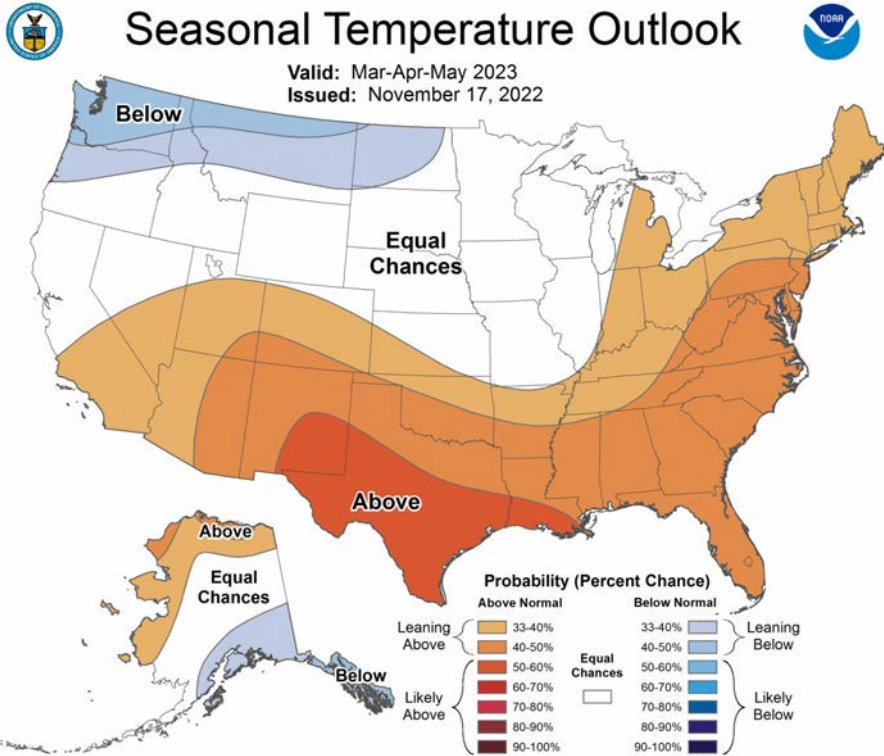 Seasonal Temperature Outlook
NOAA
Valid: Mar-Apr-May 2023
Issued: November 17, 2022
Below
Equal
Chances
Above
Above
Equal
Chances
Below
Probability (Percent Chance)
Above Normal
Below Normal
Leaning
Above
33-40%
40-50%
50-60%
60-70%
70-80%
80-90%
90-100%
Likely
Above
Equal
Chances
33-40%
40-50%
50-60%
60-70%
70-80%
80-90%
90-100%
Leaning
Below
Likely
Below